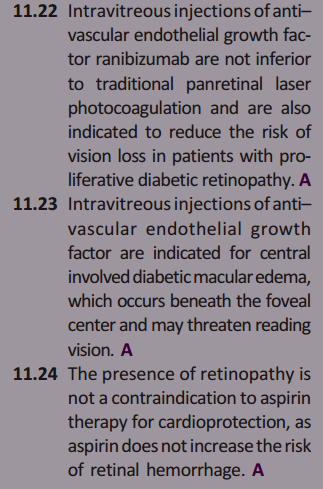 11.22 Intravitreous injections of anti–
vascular endothelial growth fac-
tor ranibizumab are not inferior
to traditional panretinal laser
photocoagulation and are also
indicated to reduce the risk of
vision loss in patients with pro-
liferative diabetic retinopathy. A
11.23 Intravitreous injections of anti–
vascular endothelial growth
factor are indicated for central
involved diabetic macular edema,
which occurs beneath the foveal
center and may threaten reading
vision. A
11.24 The presence of retinopathy is
not a contraindication to aspirin
therapy for cardioprotection, as
aspirin does not increase the risk
of retinal hemorrhage. A